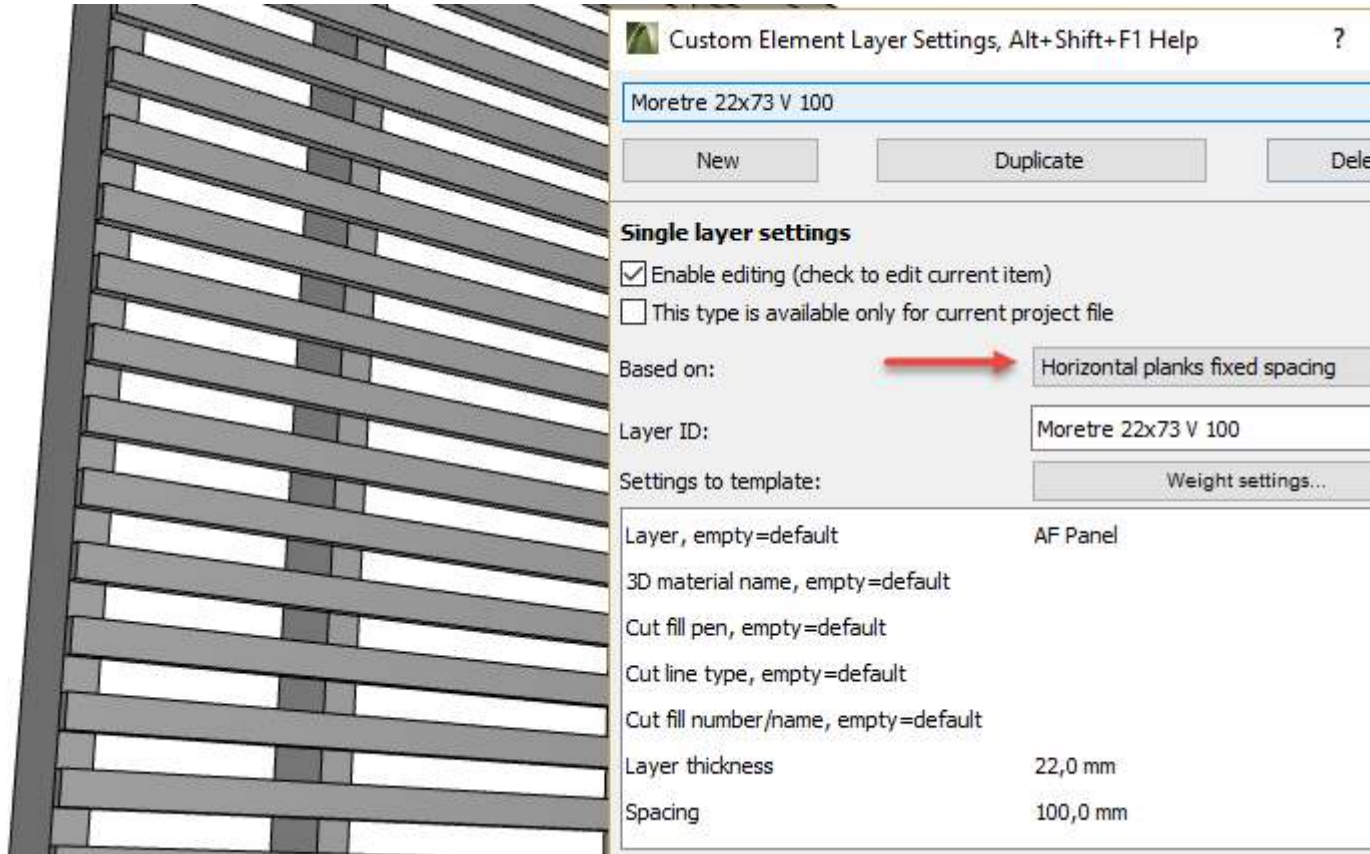 Custom Element Layer Settings, Alt+Shift+F1 Help ?
Moretre 22x73 V 100
New Duplicate Dele
Single layer settings
Enable editing (check to edit current item)
This type is available only for current project file
Based on: Horizontal planks fixed spacing
Layer ID: Moretre 22x73 V 100
Settings to template: Weight settings...
Layer, empty=default AF Panel
3D material name, empty=default
Cut fill pen, empty=default
Cut line type, empty=default
Cut fill number/name, empty=default
Layer thickness 22,0 mm
Spacing 100,0 mm